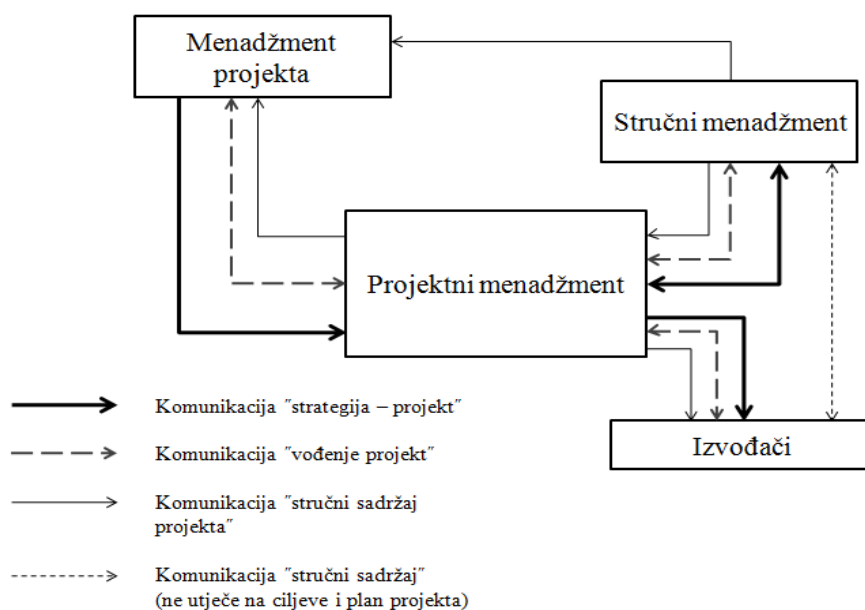 Menadžment
projekta
Stručni menadžment
Projektni menadžment
Izvođači
Komunikacija "strategija – projekt"
Komunikacija "vođenje projekt"
Komunikacija "stručni sadržaj
projekta"
Komunikacija "stručni sadržaj"
(ne utječe na ciljeve i plan projekta)